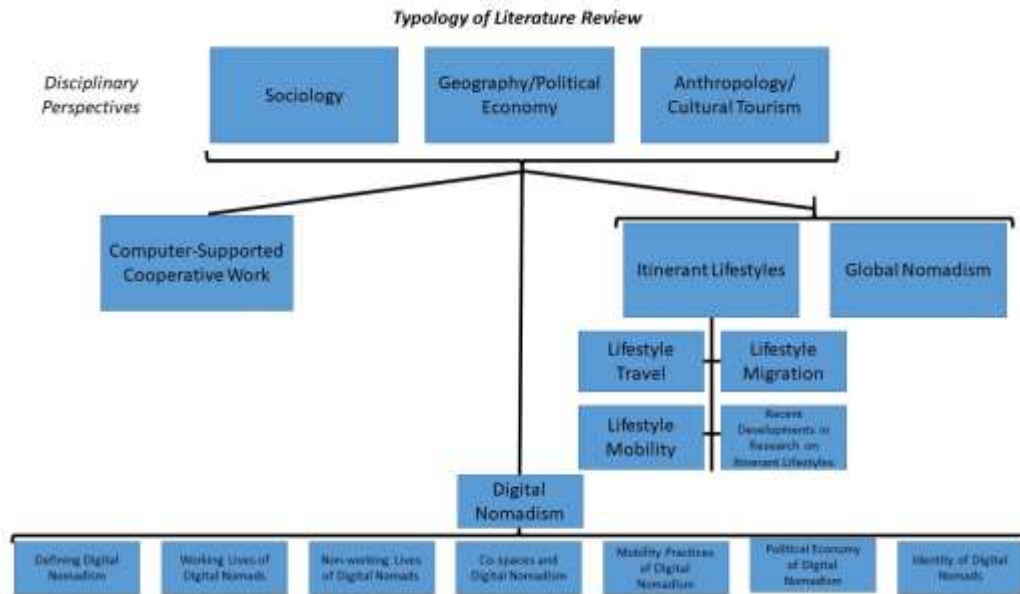 Typology of Literature Review
Disciplinary
Perspectives
Sociology
Geography/Political
Economy
Anthropology/
Cultural Tourism
Computer-Supported
Cooperative Work
Itinerant Lifestyles
Global Nomadism
Lifestyle
Travel
Lifestyle
Migration
Lifestyle
Mobility
Recent
Developments in
Research on
Itinerant Lifestyles
Digital
Nomadism
Defining Digital
Nomadism
Working Lives of
Digital Nomads
Non-working Lives
of Digital Nomads
Co-spaces and
Digital Nomadism
Mobility Practices
of Digital
Nomadism
Political Economy
of Digital
Nomadism
Identity of Digital
Nomads